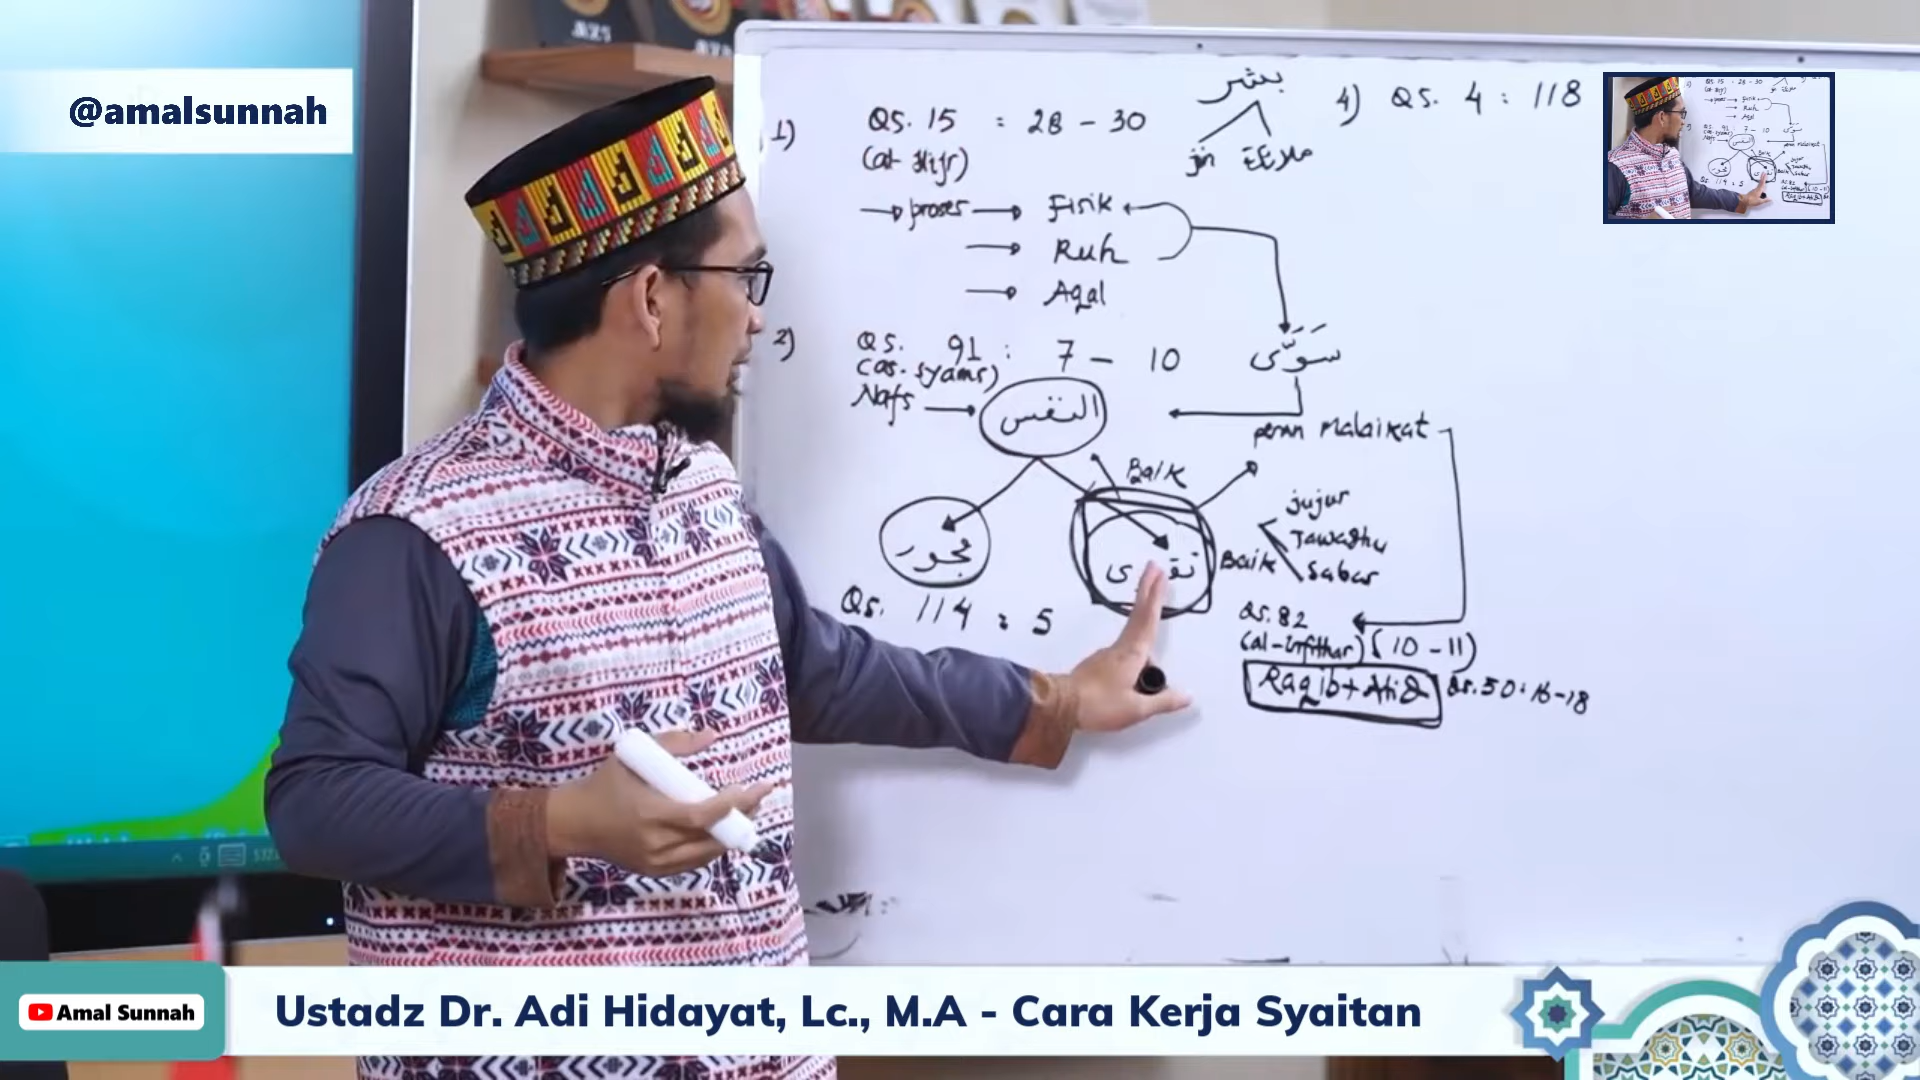 @amalsunnah
1) QS. 15 : 28 - 30
(al-Hijr)
بشر
jin ملائكة
4) QS. 4 : 118
proses Fisik
Ruh
Aqal
2) QS. 91 : 7 - 10
(as-syams)
سَوَّى
Nafs النفس
peran Malaikat
Baik
فجور
تقوى
Baik
jujur
Tawadhu
Sabar
QS. 114 : 5
QS. 82
(al-Infithar) (10 - 11)
Raqib + Atid QS. 50 : 16-18
Amal Sunnah
Ustadz Dr. Adi Hidayat, Lc., M.A - Cara Kerja Syaitan